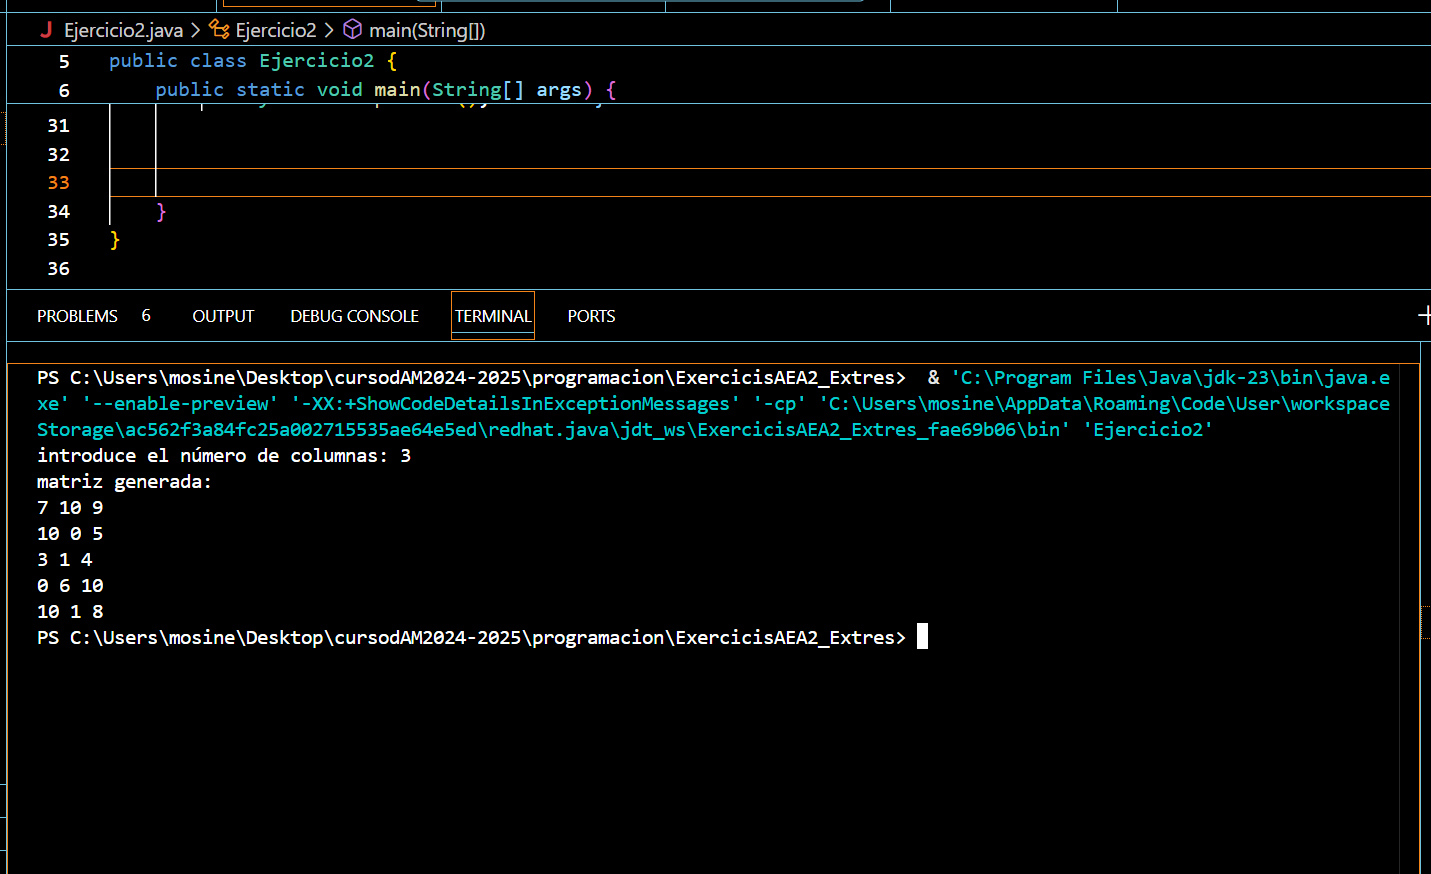 J Ejercicio2.java > Ejercicio2 > main(String[])
5 public class Ejercicio2 {
6 public static void main(String[] args) {
31
32
33
34 }
35 }
36
PROBLEMS 6 OUTPUT DEBUG CONSOLE TERMINAL PORTS
PS C:\Users\mosine\Desktop\cursodAM2024-2025\programacion\ExercicisAEA2_Extres> & 'C:\Program Files\Java\jdk-23\bin\java.e
xe' '--enable-preview' '-XX:+ShowCodeDetailsInExceptionMessages' '-cp' 'C:\Users\mosine\AppData\Roaming\Code\User\workspace
Storage\ac562f3a84fc25a002715535ae64e5ed\redhat.java\jdt_ws\ExercicisAEA2_Extres_fae69b06\bin' 'Ejercicio2'
introduce el número de columnas: 3
matriz generada:
7 10 9
10 0 5
3 1 4
0 6 10
10 1 8
PS C:\Users\mosine\Desktop\cursodAM2024-2025\programacion\ExercicisAEA2_Extres>